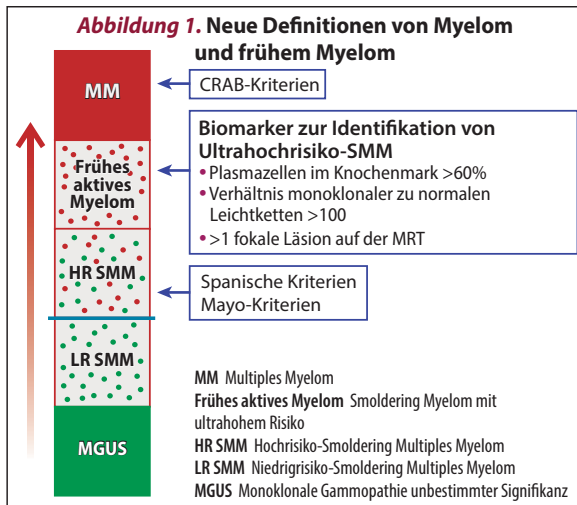 Abbildung 1. Neue Definitionen von Myelom
und frühem Myelom
MM
CRAB-Kriterien
Biomarker zur Identifikation von
Ultrahochrisiko-SMM
• Plasmazellen im Knochenmark >60%
• Verhältnis monoklonaler zu normalen
Leichtketten >100
• >1 fokale Läsion auf der MRT
Frühes
aktives
Myelom
HR SMM
Spanische Kriterien
Mayo-Kriterien
LR SMM
MGUS
MM Multiples Myelom
Frühes aktives Myelom Smoldering Myelom mit
ultrahohem Risiko
HR SMM Hochrisiko-Smoldering Multiples Myelom
LR SMM Niedrigrisiko-Smoldering Multiples Myelom
MGUS Monoklonale Gammopathie unbestimmter Signifikanz